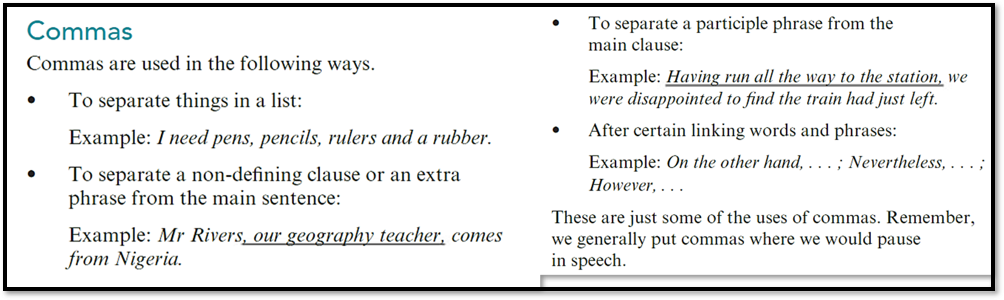 Commas
Commas are used in the following ways.
• To separate things in a list:
Example: I need pens, pencils, rulers and a rubber.
• To separate a non-defining clause or an extra
phrase from the main sentence:
Example: Mr Rivers, our geography teacher, comes
from Nigeria.
• To separate a participle phrase from the
main clause:
Example: Having run all the way to the station, we
were disappointed to find the train had just left.
• After certain linking words and phrases:
Example: On the other hand, . . . ; Nevertheless, . . . ;
However, . . .
These are just some of the uses of commas. Remember,
we generally put commas where we would pause
in speech.